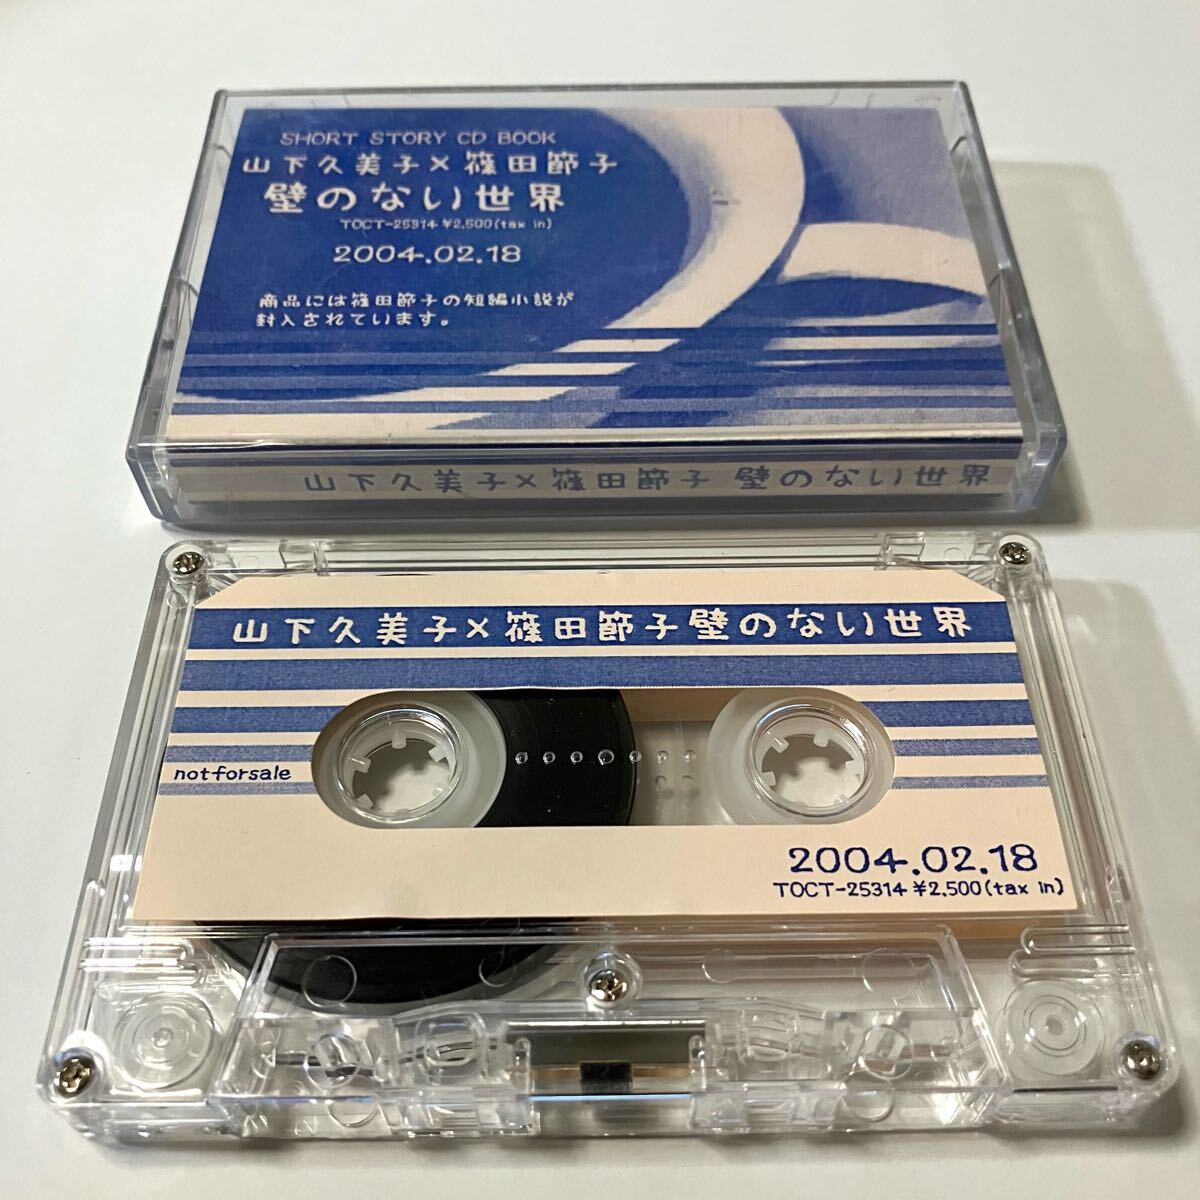 SHORT STORY CD BOOK
山下久美子×篠田節子
壁のない世界
TOCT-25314 ¥2,500(tax in)
2004.02.18
商品には篠田節子の短編小説が
封入されています。
山下久美子×篠田節子 壁のない世界
山下久美子×篠田節子壁のない世界
notforsale
2004.02.18
TOCT-25314 ¥2,500(tax in)